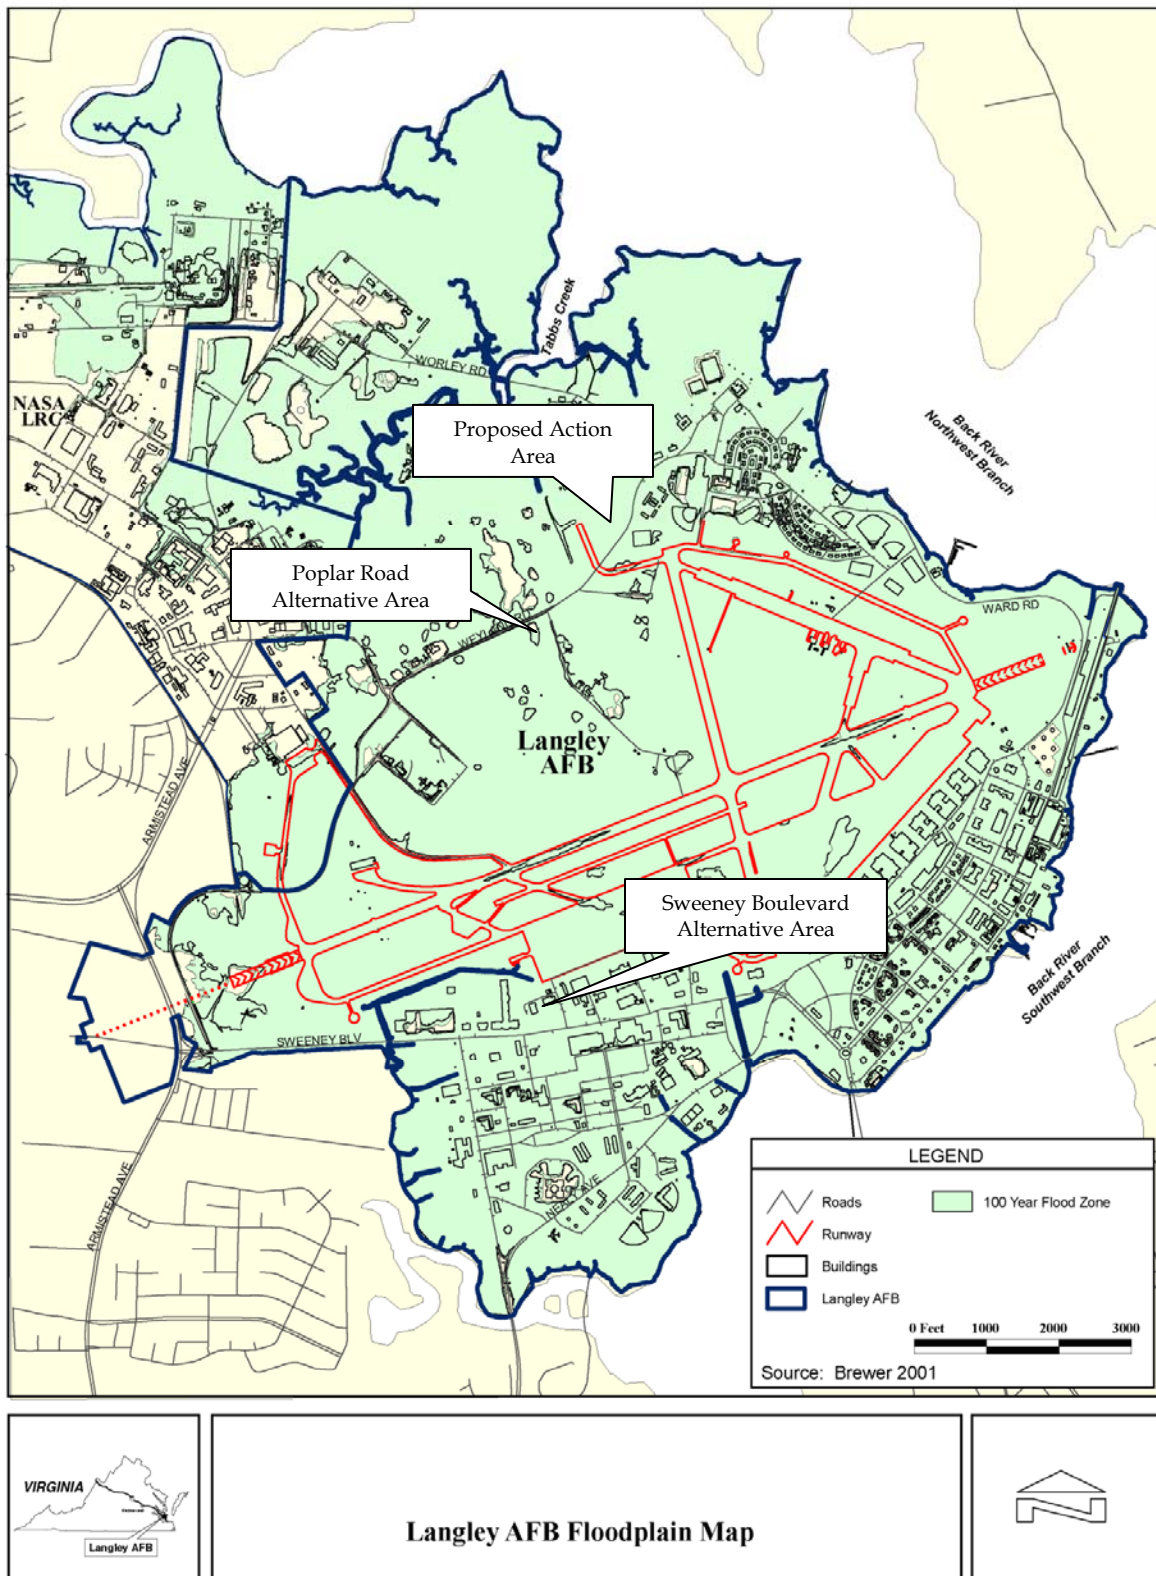 Tabbs Creek
WORLEY RD
NASA
LRC
Proposed Action
Area
Back River
Northwest Branch
Poplar Road
Alternative Area
WARD RD
Langley
AFB
ARMISTEAD AVE
Sweeney Boulevard
Alternative Area
Back River
Southwest Branch
SWEENEY BLV
ARMISTEAD AVE
LEGEND
Roads
100 Year Flood Zone
Runway
Buildings
Langley AFB
0 Feet 1000 2000 3000
Source: Brewer 2001
VIRGINIA
Langley AFB
Langley AFB Floodplain Map
N